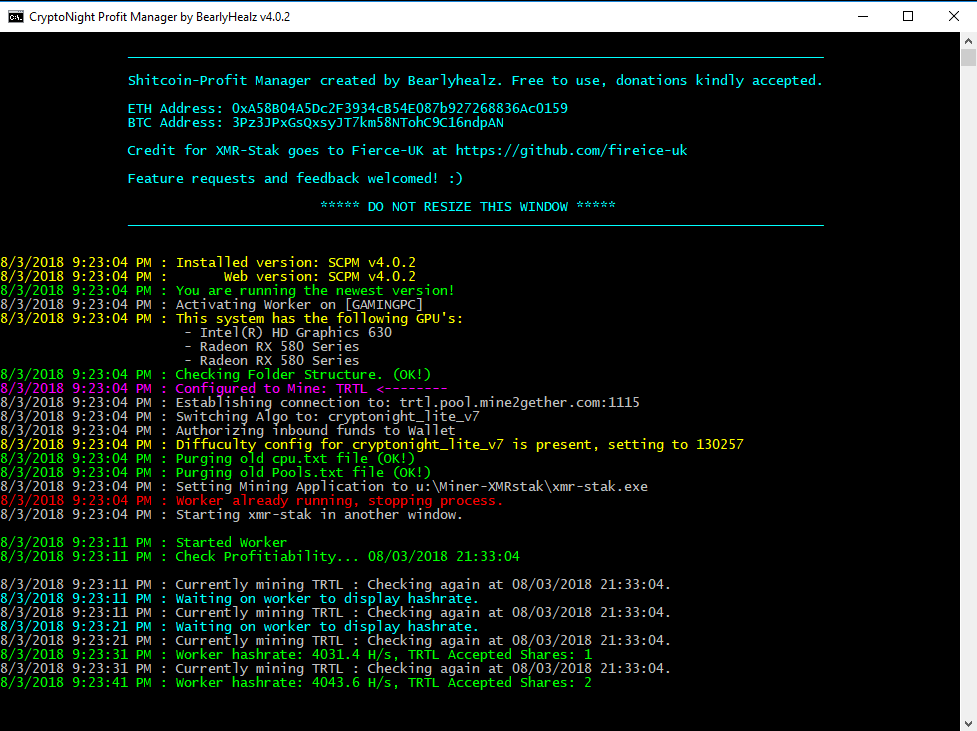 CryptoNight Profit Manager by BearlyHealz v4.0.2
Shitcoin-Profit Manager created by Bearlyhealz. Free to use, donations kindly accepted.
ETH Address: 0xA58B04A5Dc2F3934cB54E087b927268836Ac0159
BTC Address: 3Pz3JPxGsQxsyJT7km58NTohC9C16ndpAN
Credit for XMR-Stak goes to Fierce-UK at https://github.com/fireice-uk
Feature requests and feedback welcomed! :)
***** DO NOT RESIZE THIS WINDOW *****
8/3/2018 9:23:04 PM : Installed version: SCPM v4.0.2
8/3/2018 9:23:04 PM :       Web version: SCPM v4.0.2
8/3/2018 9:23:04 PM : You are running the newest version!
8/3/2018 9:23:04 PM : Activating Worker on [GAMINGPC]
8/3/2018 9:23:04 PM : This system has the following GPU's:
- Intel(R) HD Graphics 630
- Radeon RX 580 Series
- Radeon RX 580 Series
8/3/2018 9:23:04 PM : Checking Folder Structure. (OK!)
8/3/2018 9:23:04 PM : Configured to Mine: TRTL <--------
8/3/2018 9:23:04 PM : Establishing connection to: trtl.pool.mine2gether.com:1115
8/3/2018 9:23:04 PM : Switching Algo to: cryptonight_lite_v7
8/3/2018 9:23:04 PM : Authorizing inbound funds to Wallet
8/3/2018 9:23:04 PM : Diffuculty config for cryptonight_lite_v7 is present, setting to 130257
8/3/2018 9:23:04 PM : Purging old cpu.txt file (OK!)
8/3/2018 9:23:04 PM : Purging old Pools.txt file (OK!)
8/3/2018 9:23:04 PM : Setting Mining Application to u:\Miner-XMRstak\xmr-stak.exe
8/3/2018 9:23:04 PM : Worker already running, stopping process.
8/3/2018 9:23:04 PM : Starting xmr-stak in another window.
8/3/2018 9:23:11 PM : Started Worker
8/3/2018 9:23:11 PM : Check Profitiability... 08/03/2018 21:33:04
8/3/2018 9:23:11 PM : Currently mining TRTL : Checking again at 08/03/2018 21:33:04.
8/3/2018 9:23:11 PM : Waiting on worker to display hashrate.
8/3/2018 9:23:11 PM : Currently mining TRTL : Checking again at 08/03/2018 21:33:04.
8/3/2018 9:23:21 PM : Waiting on worker to display hashrate.
8/3/2018 9:23:21 PM : Currently mining TRTL : Checking again at 08/03/2018 21:33:04.
8/3/2018 9:23:31 PM : Worker hashrate: 4031.4 H/s, TRTL Accepted Shares: 1
8/3/2018 9:23:31 PM : Currently mining TRTL : Checking again at 08/03/2018 21:33:04.
8/3/2018 9:23:41 PM : Worker hashrate: 4043.6 H/s, TRTL Accepted Shares: 2